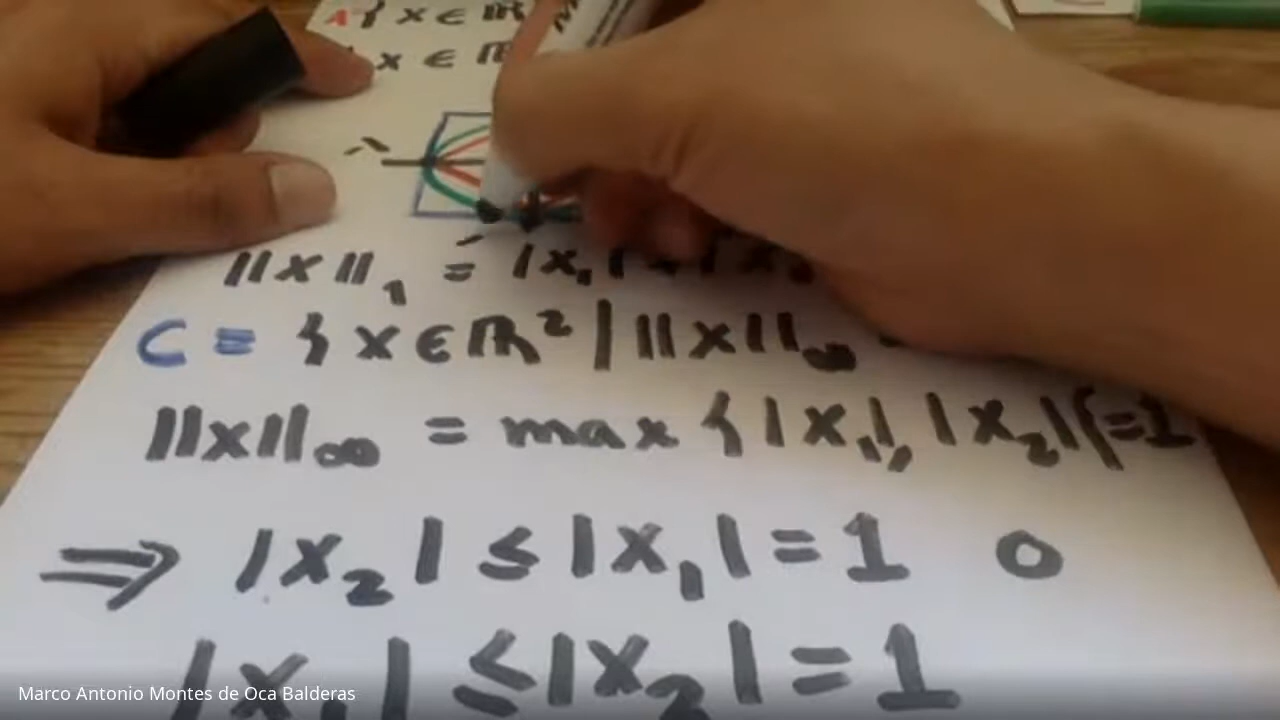 A { x ∈ ℝ
x ∈ ℝ
||x||₁ = |x₁| + |x₂
C = { x ∈ ℝ² | ||x||∞
||x||∞ = max { |x₁|, |x₂| } = 1
⇒ |x₂| ≤ |x₁| = 1 o
|x₁| ≤ |x₂| = 1
Marco Antonio Montes de Oca Balderas